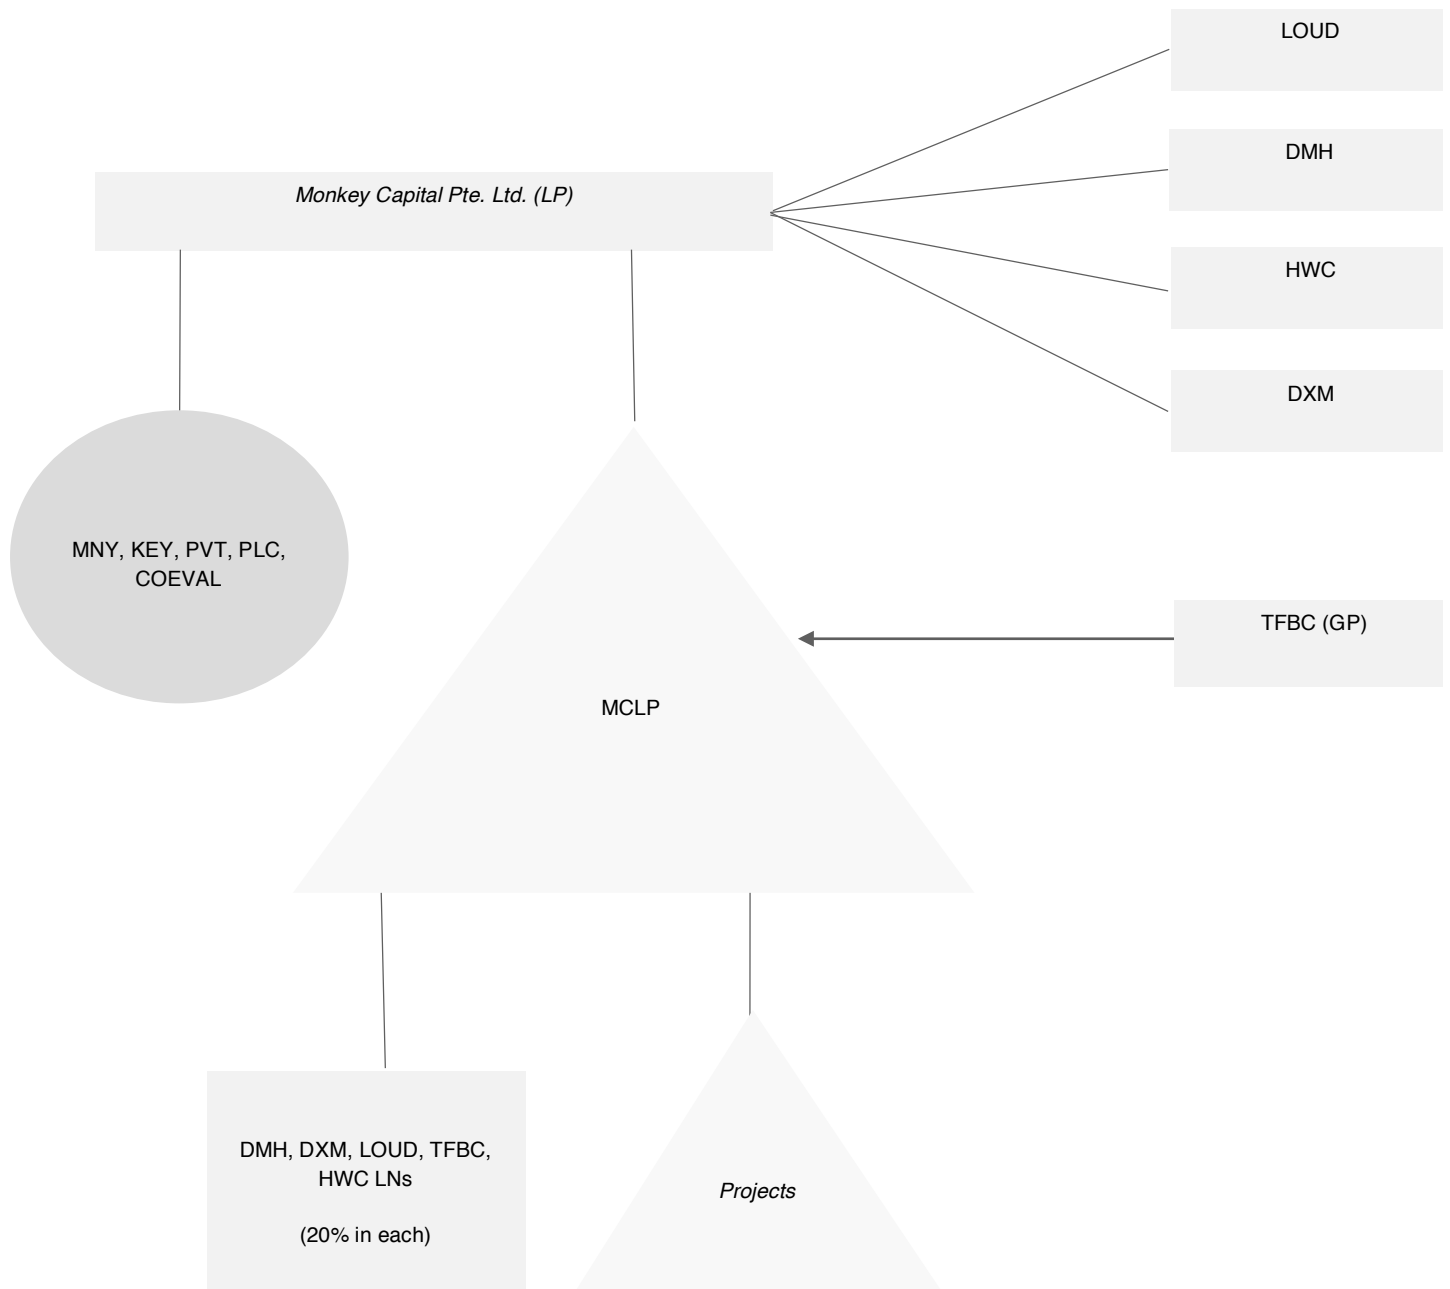 LOUD
DMH
Monkey Capital Pte. Ltd. (LP)
HWC
DXM
MNY, KEY, PVT, PLC,
COEVAL
TFBC (GP)
MCLP
DMH, DXM, LOUD, TFBC,
HWC LNs
(20% in each)
Projects